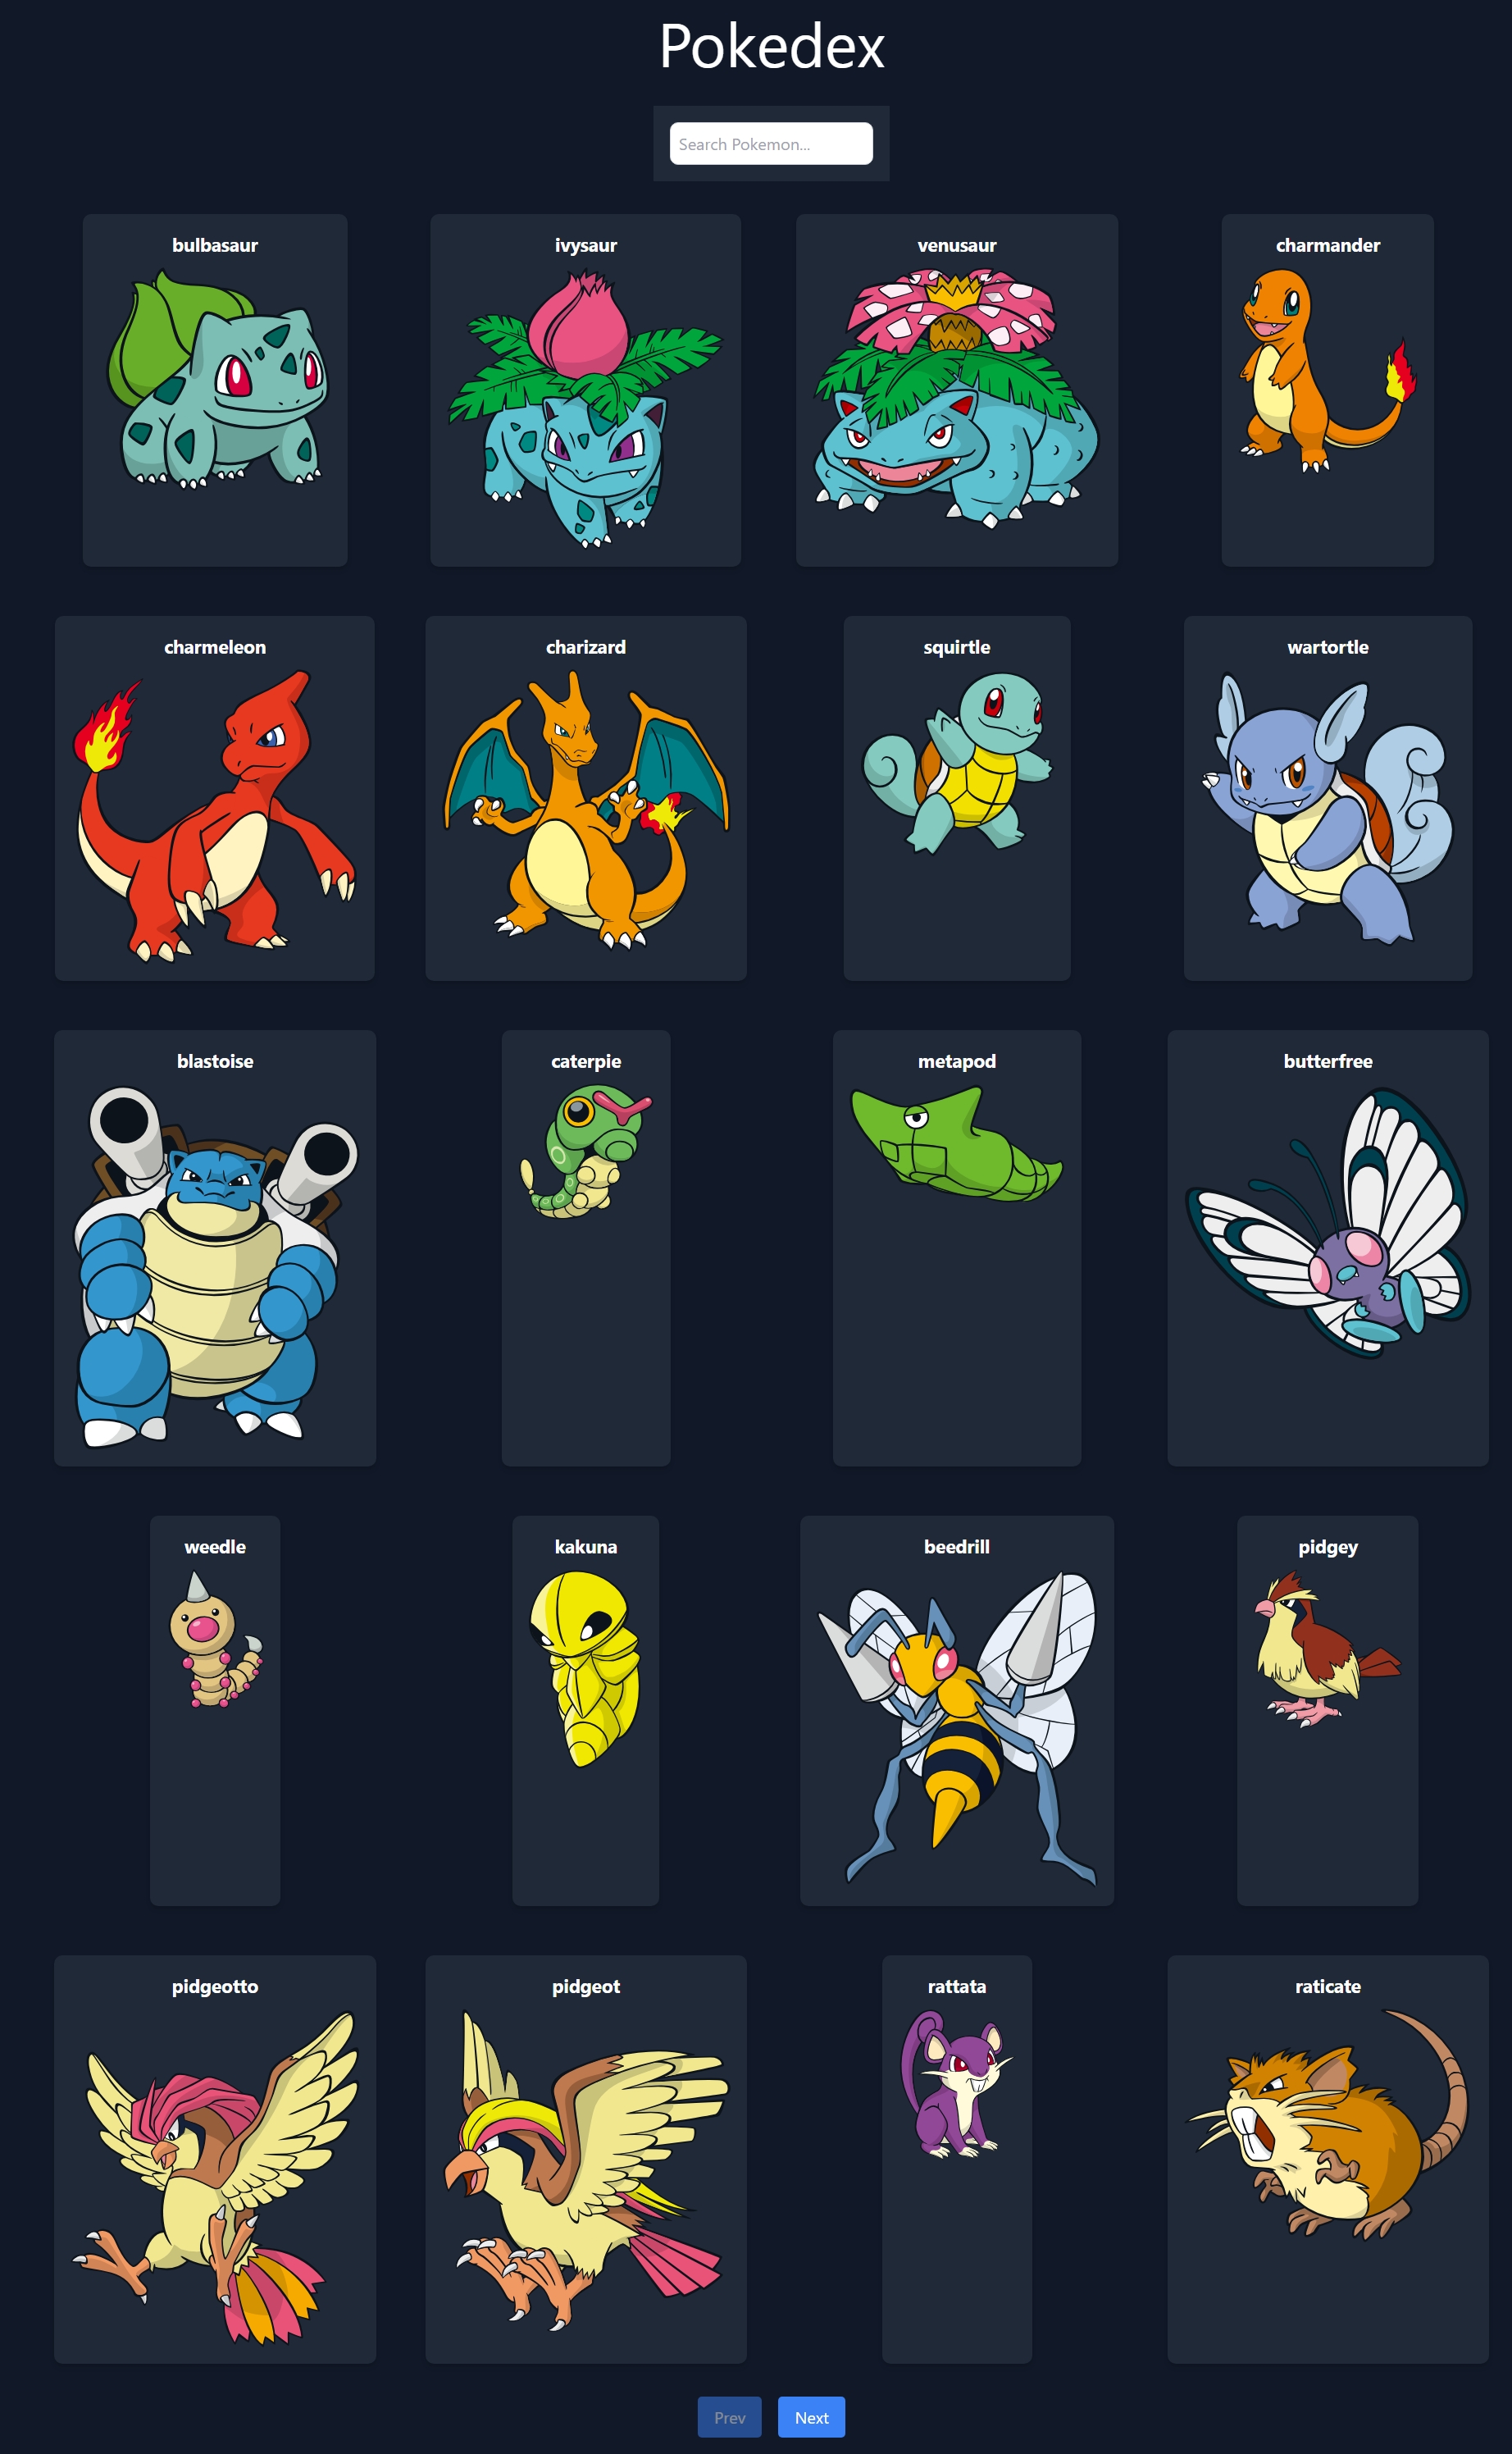 Pokedex
Search Pokemon...
bulbasaur
ivysaur
venusaur
charmander
charmeleon
charizard
squirtle
wartortle
blastoise
caterpie
metapod
butterfree
weedle
kakuna
beedrill
pidgey
pidgeotto
pidgeot
rattata
raticate
Prev
Next